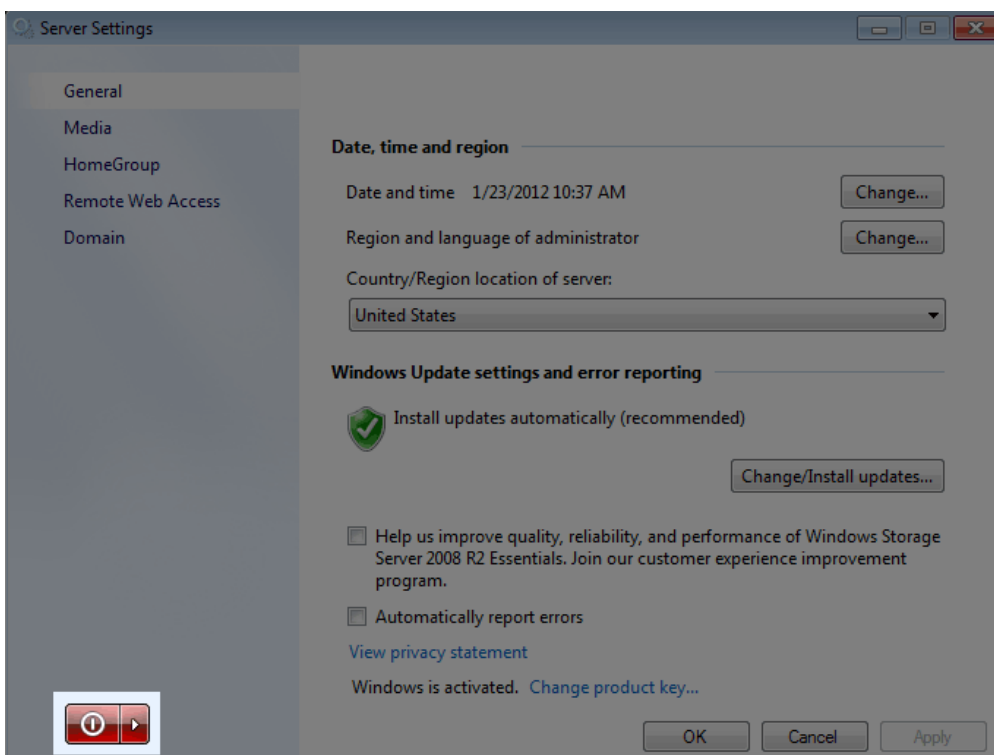 Server Settings
General
Media
HomeGroup
Remote Web Access
Domain
Date, time and region
Date and time 1/23/2012 10:37 AM
Change...
Region and language of administrator
Change...
Country/Region location of server:
United States
Windows Update settings and error reporting
Install updates automatically (recommended)
Change/Install updates...
Help us improve quality, reliability, and performance of Windows Storage
Server 2008 R2 Essentials. Join our customer experience improvement
program.
Automatically report errors
View privacy statement
Windows is activated. Change product key...
OK
Cancel
Apply